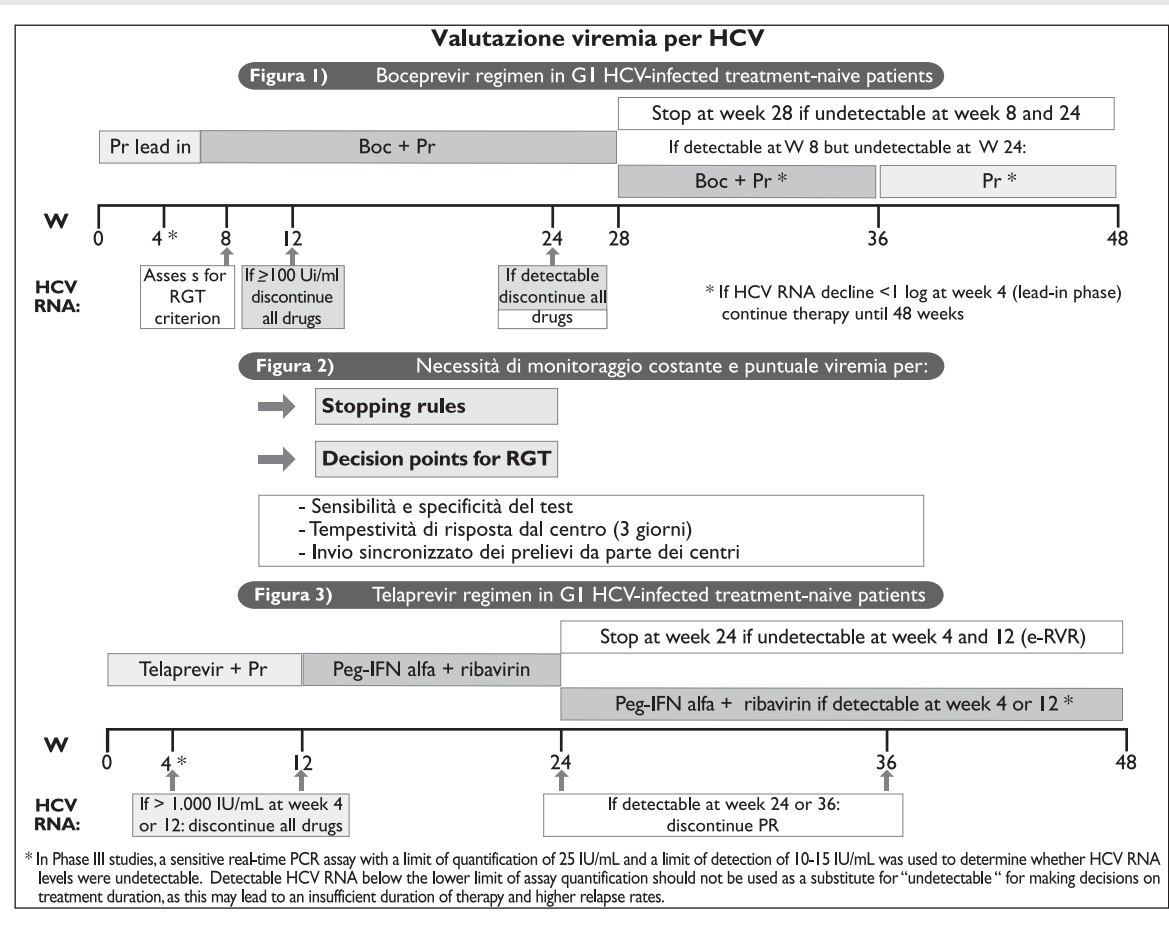 Valutazione viremia per HCV
Figura 1) Boceprevir regimen in G1 HCV-infected treatment-naive patients
Stop at week 28 if undetectable at week 8 and 24
Pr lead in
Boc + Pr
If detectable at W 8 but undetectable at W 24:
Boc + Pr *
Pr *
W
0 4 * 8 12 24 28 36 48
HCV
RNA:
Asses s for
RGT
criterion
If ≥100 Ui/ml
discontinue
all drugs
If detectable
discontinue all
drugs
* If HCV RNA decline <1 log at week 4 (lead-in phase)
continue therapy until 48 weeks
Figura 2) Necessità di monitoraggio costante e puntuale viremia per:
Stopping rules
Decision points for RGT
- Sensibilità e specificità del test
- Tempestività di risposta dal centro (3 giorni)
- Invio sincronizzato dei prelievi da parte dei centri
Figura 3) Telaprevir regimen in G1 HCV-infected treatment-naive patients
Stop at week 24 if undetectable at week 4 and 12 (e-RVR)
Telaprevir + Pr
Peg-IFN alfa + ribavirin
Peg-IFN alfa + ribavirin if detectable at week 4 or 12 *
W
0 4 * 12 24 36 48
HCV
RNA:
If > 1.000 IU/mL at week 4
or 12: discontinue all drugs
If detectable at week 24 or 36:
discontinue PR
* In Phase III studies, a sensitive real-time PCR assay with a limit of quantification of 25 IU/mL and a limit of detection of 10-15 IU/mL was used to determine whether HCV RNA
levels were undetectable. Detectable HCV RNA below the lower limit of assay quantification should not be used as a substitute for “undetectable “ for making decisions on
treatment duration, as this may lead to an insufficient duration of therapy and higher relapse rates.